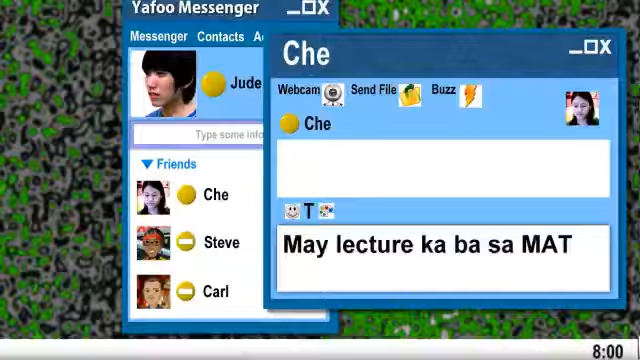 Yafoo Messenger
Messenger Contacts
Jude
Type some info
Friends
Che
Steve
Carl
Che
Webcam Send File Buzz
Che
T
May lecture ka ba sa MAT
8:00